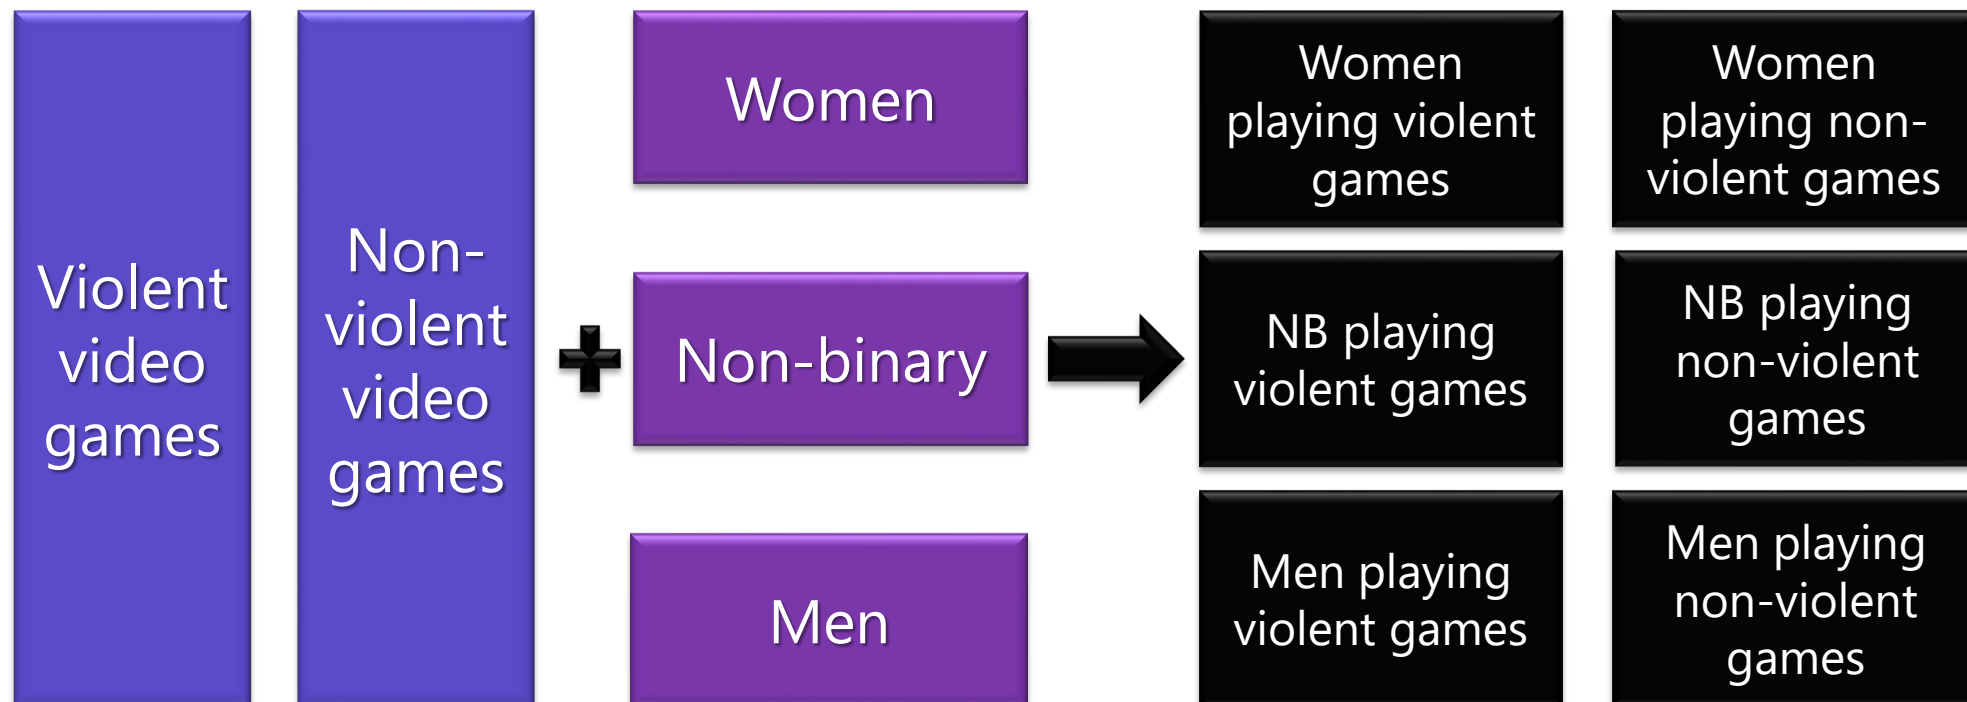 Violent
video
games
Non-
violent
video
games
Women
Non-binary
Men
Women
playing violent
games
Women
playing non-
violent games
NB playing
violent games
NB playing
non-violent
games
Men playing
violent games
Men playing
non-violent
games